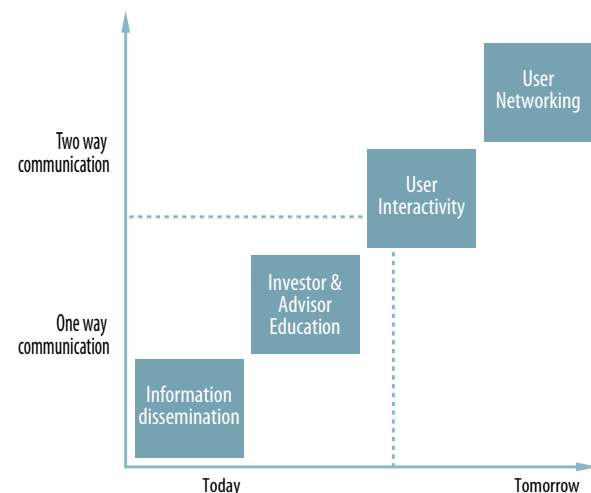 User
Networking
Two way
communication
User
Interactivity
Investor &
Advisor
Education
One way
communication
Information
dissemination
Today
Tomorrow